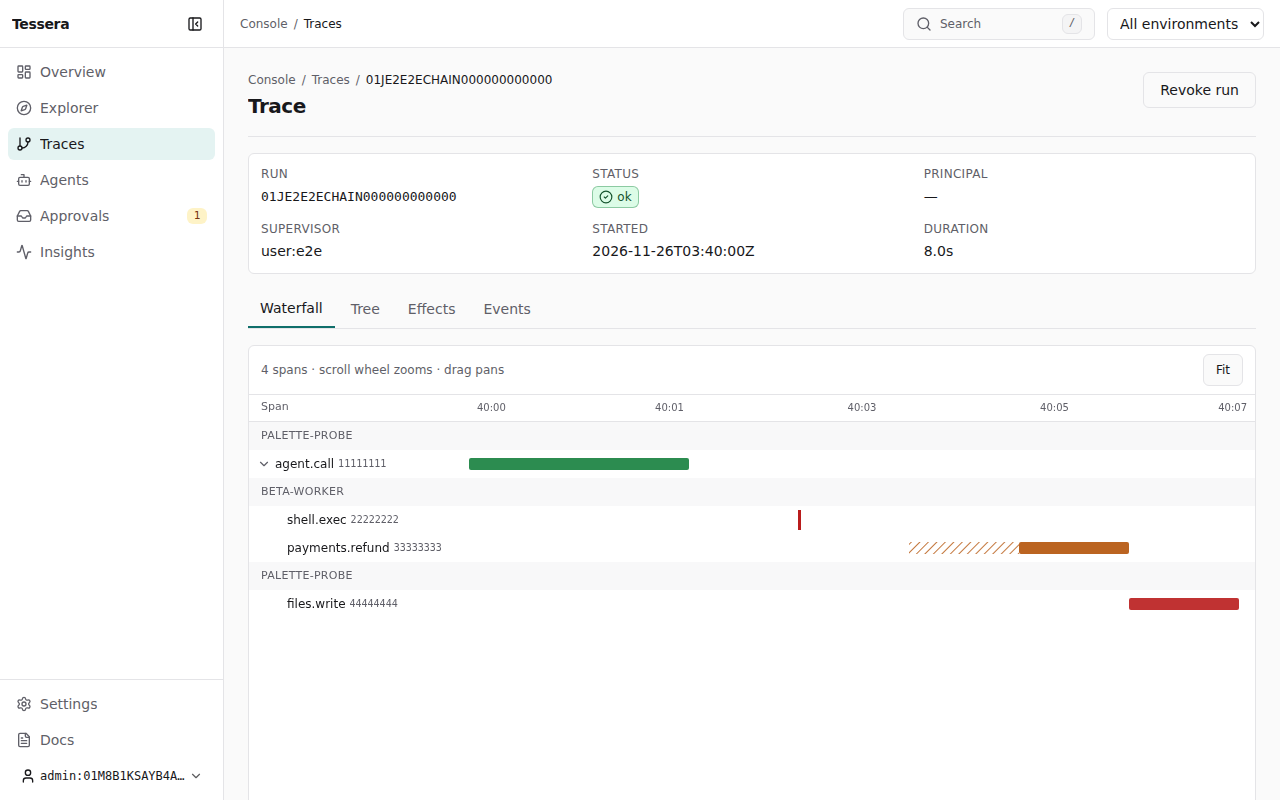 Tessera
Console / Traces
Search /
All environments
Overview
Explorer
Traces
Agents
Approvals 1
Insights
Settings
Docs
admin:01M8B1KSAYB4A…
Console / Traces / 01JE2E2ECHAIN000000000000
Trace
Revoke run
RUN
01JE2E2ECHAIN000000000000
STATUS
ok
PRINCIPAL
—
SUPERVISOR
user:e2e
STARTED
2026-11-26T03:40:00Z
DURATION
8.0s
Waterfall Tree Effects Events
4 spans · scroll wheel zooms · drag pans
Fit
Span 40:00 40:01 40:03 40:05 40:07
PALETTE-PROBE
agent.call 11111111
BETA-WORKER
shell.exec 22222222
payments.refund 33333333
PALETTE-PROBE
files.write 44444444